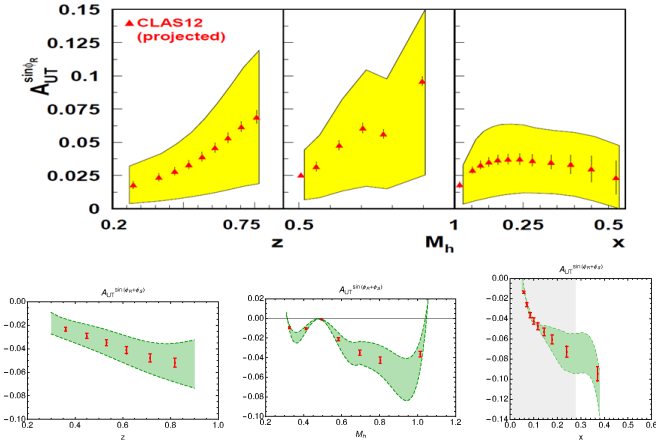 0.15
0.125
0.1
0.075
0.05
0.025
0
A_UT^sinϕ_R
CLAS12
(projected)
0.2 0.5 0.75 0.5 1 0.25 0.5
z M_h x
A_UT^sin(ϕ_R+ϕ_S)
0.00
−0.02
−0.04
−0.06
−0.08
−0.10
0.2 0.4 0.6 0.8 1.0
z
A_UT^sin(ϕ_R+ϕ_S)
0.02
0.00
−0.02
−0.04
−0.06
−0.08
−0.10
0.2 0.4 0.6 0.8 1.0 1.2
M_h
A_UT^sin(ϕ_R+ϕ_S)
0.00
−0.02
−0.04
−0.06
−0.08
−0.10
−0.12
−0.14
0.0 0.1 0.2 0.3 0.4 0.5 0.6
x